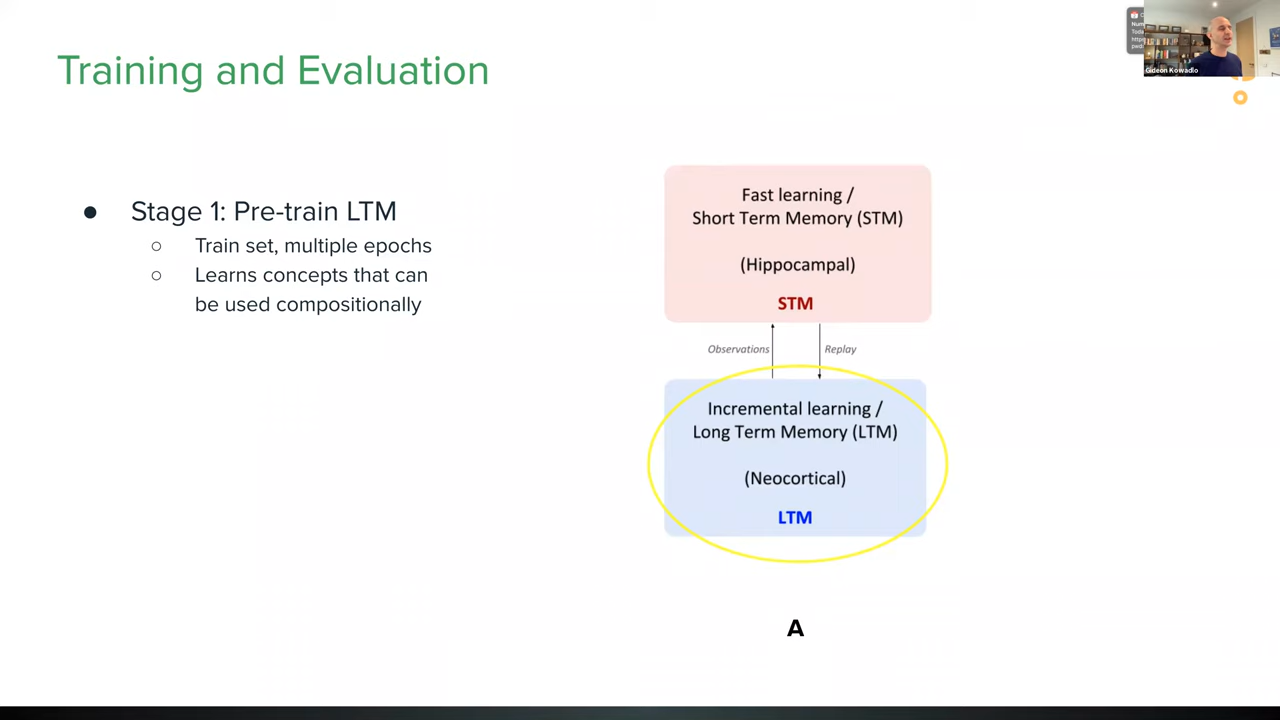 Training and Evaluation
● Stage 1: Pre-train LTM
○ Train set, multiple epochs
○ Learns concepts that can
be used compositionally
Fast learning /
Short Term Memory (STM)
(Hippocampal)
STM
Observations
Replay
Incremental learning /
Long Term Memory (LTM)
(Neocortical)
LTM
A
Gideon Kowadlo